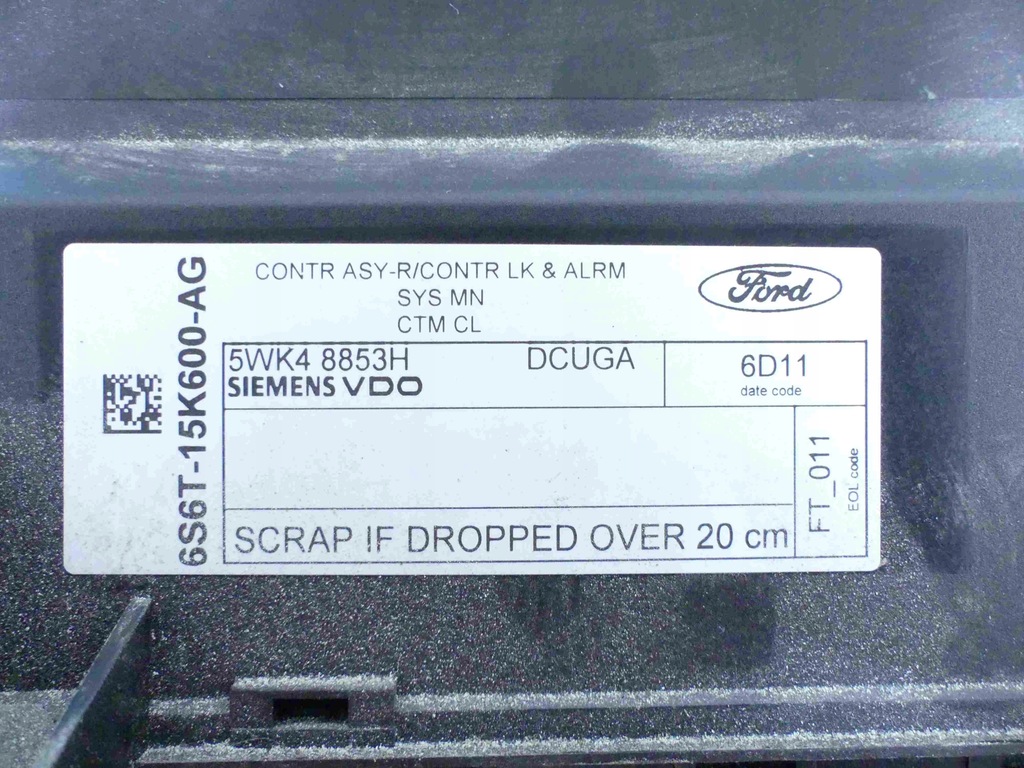 6S6T-15K600-AG
CONTR ASY-R/CONTR LK & ALRM
SYS MN
CTM CL
Ford
5WK4 8853H DCUGA
SIEMENS VDO
6D11
date code
FT_011
EOL code
SCRAP IF DROPPED OVER 20 cm